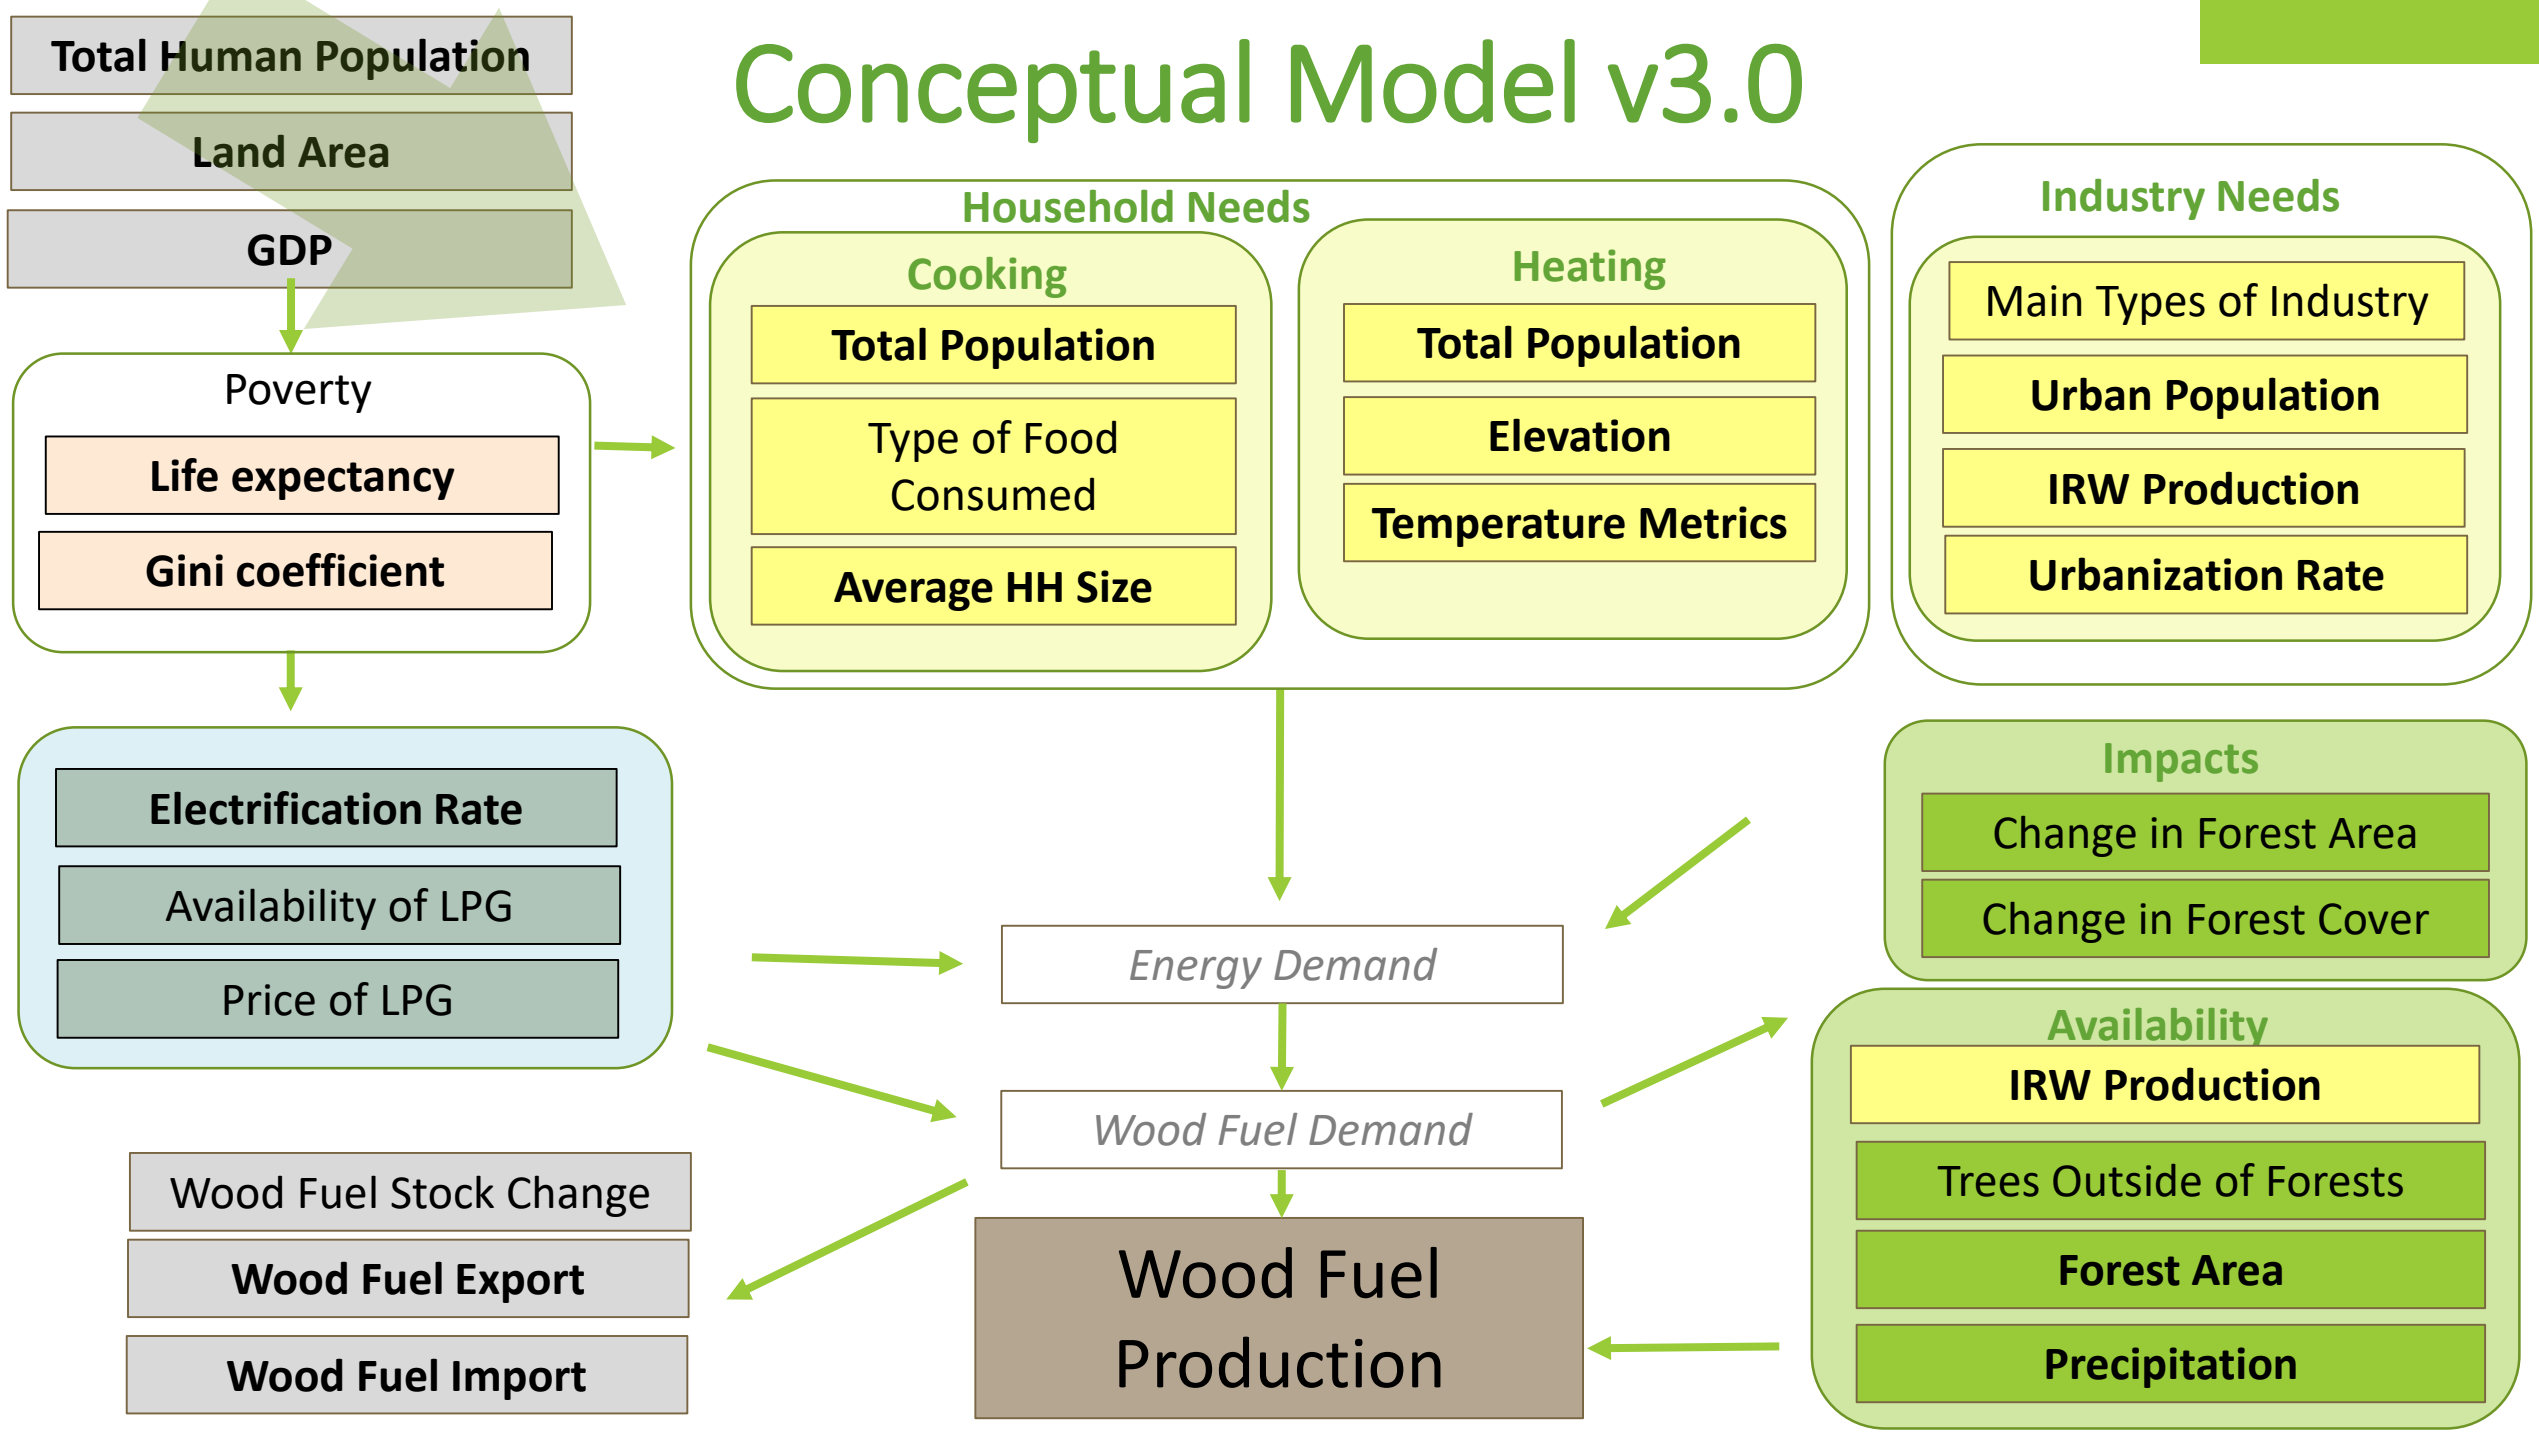 Conceptual Model v3.0
Total Human Population
Land Area
GDP
Poverty
Life expectancy
Gini coefficient
Household Needs
Cooking
Total Population
Type of Food
Consumed
Average HH Size
Heating
Total Population
Elevation
Temperature Metrics
Industry Needs
Main Types of Industry
Urban Population
IRW Production
Urbanization Rate
Electrification Rate
Availability of LPG
Price of LPG
Energy Demand
Wood Fuel Demand
Wood Fuel
Production
Impacts
Change in Forest Area
Change in Forest Cover
Availability
IRW Production
Trees Outside of Forests
Forest Area
Precipitation
Wood Fuel Stock Change
Wood Fuel Export
Wood Fuel Import